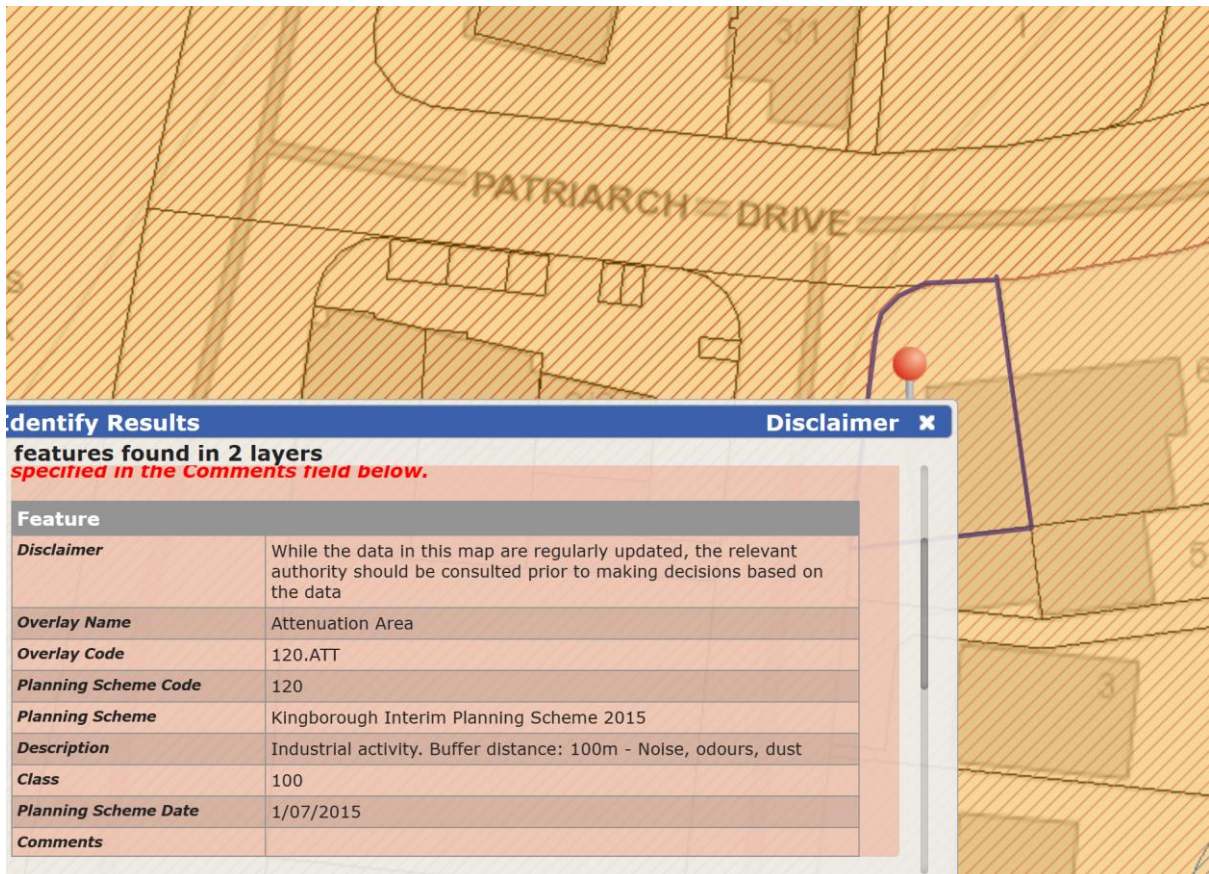 3/1
1
PATRIARCH DRIVE
S
6
Identify Results Disclaimer ✖
features found in 2 layers
specified in the Comments field below.
Feature
Disclaimer While the data in this map are regularly updated, the relevant
authority should be consulted prior to making decisions based on
the data
Overlay Name Attenuation Area
Overlay Code 120.ATT
Planning Scheme Code 120
Planning Scheme Kingborough Interim Planning Scheme 2015
Description Industrial activity. Buffer distance: 100m - Noise, odours, dust
Class 100
Planning Scheme Date 1/07/2015
Comments
5
3